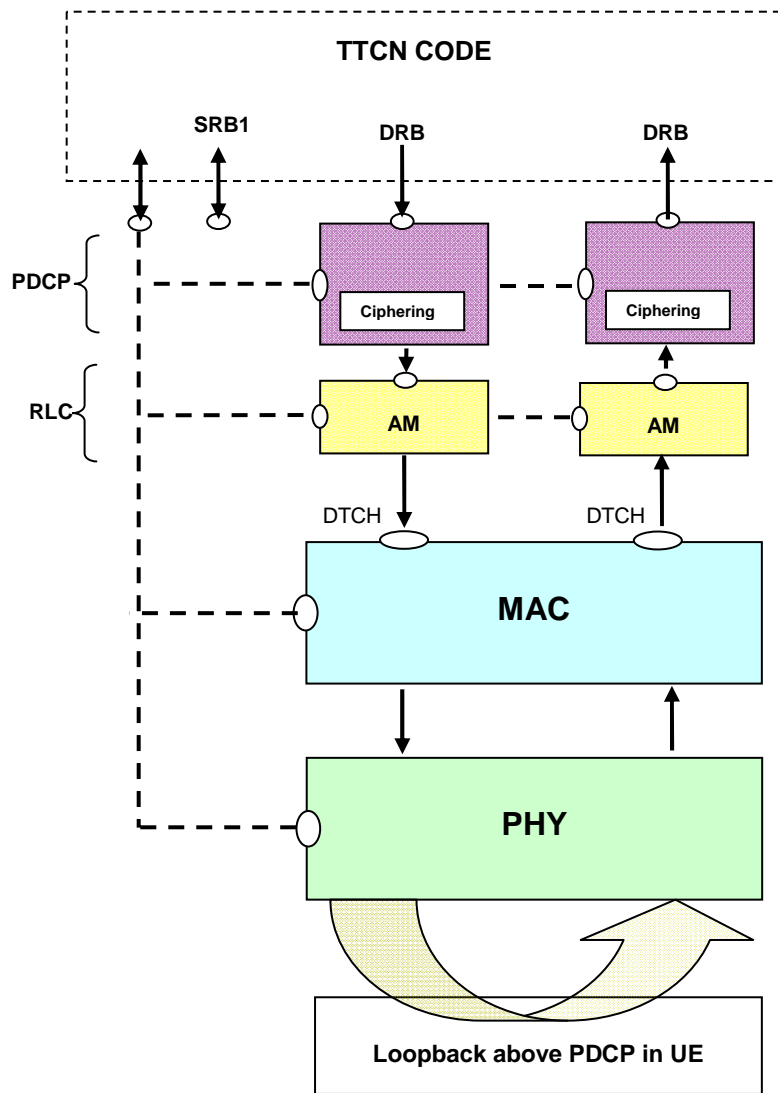 TTCN CODE
SRB1
DRB
DRB
PDCP
Ciphering
Ciphering
RLC
AM
AM
DTCH
DTCH
MAC
PHY
Loopback above PDCP in UE